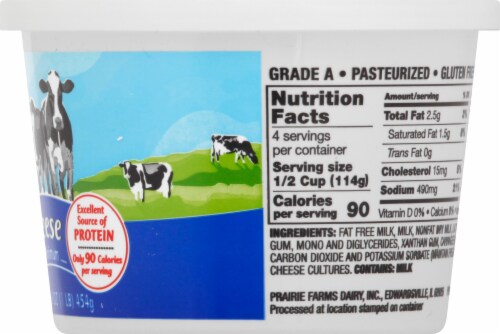 GRADE A • PASTEURIZED • GLUTEN FREE
Nutrition
Facts
4 servings
per container
Serving size
1/2 Cup (114g)
Calories
per serving 90
Amount/serving
Total Fat 2.5g
Saturated Fat 1.5g
Trans Fat 0g
Cholesterol 15mg
Sodium 490mg
Vitamin D 0% • Calcium
INGREDIENTS: FAT FREE MILK, MILK, NONFAT DRY MILK,
GUM, MONO AND DIGLYCERIDES, XANTHAN GUM,
CARBON DIOXIDE AND POTASSIUM SORBATE
CHEESE CULTURES. CONTAINS: MILK
PRAIRIE FARMS DAIRY, INC., EDWARDSVILLE, IL
Processed at location stamped on container
eese
Excellent
Source of
PROTEIN
Only 90 Calories
per serving
LB) 454g